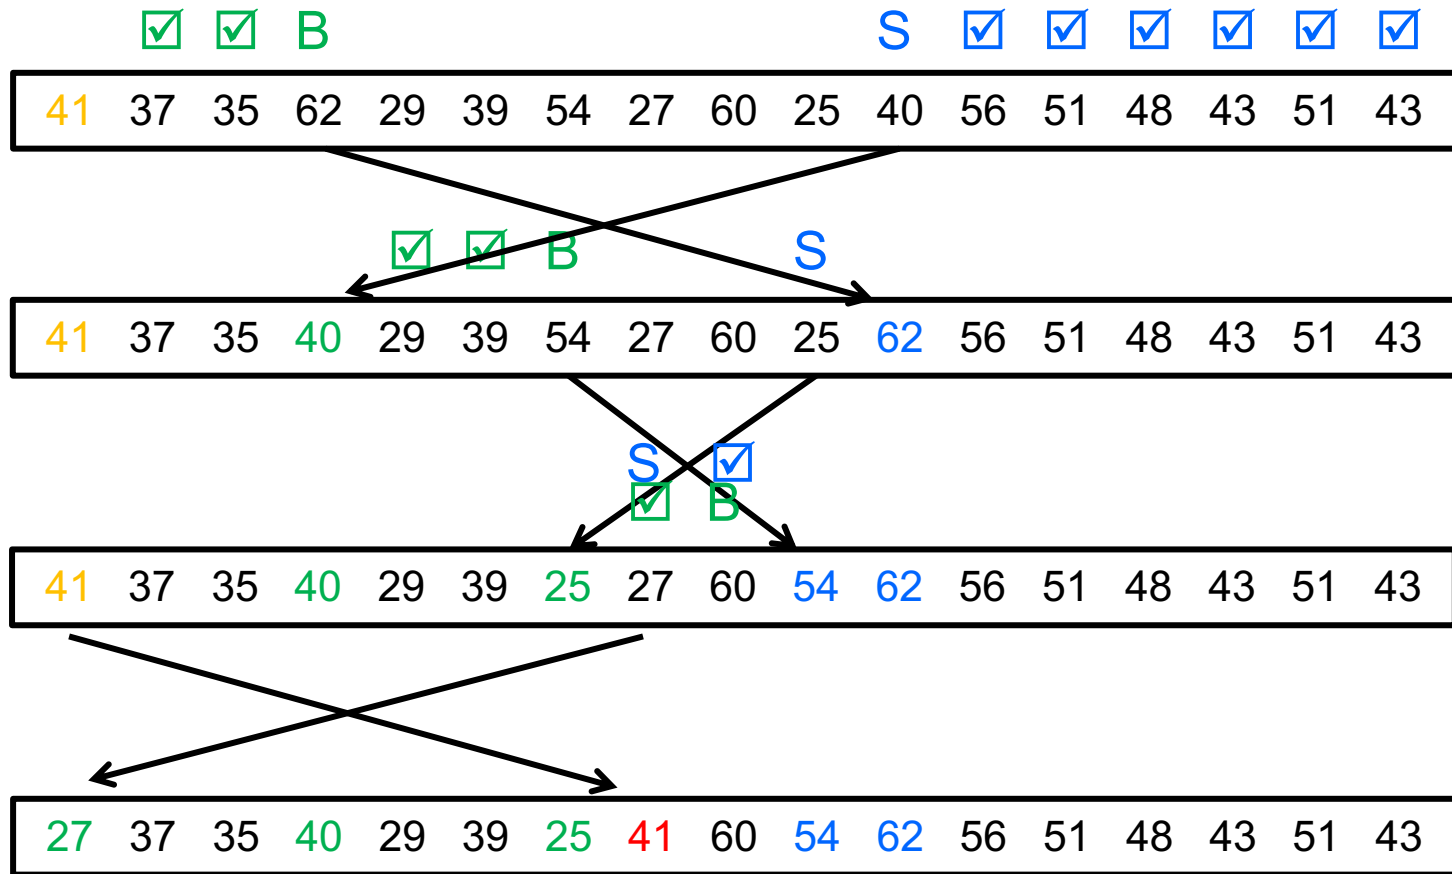 ☑ ☑ B S ☑ ☑ ☑ ☑ ☑ ☑
41 37 35 62 29 39 54 27 60 25 40 56 51 48 43 51 43
☑ ☑ B S
41 37 35 40 29 39 54 27 60 25 62 56 51 48 43 51 43
S ☑
☑ B
41 37 35 40 29 39 25 27 60 54 62 56 51 48 43 51 43
27 37 35 40 29 39 25 41 60 54 62 56 51 48 43 51 43